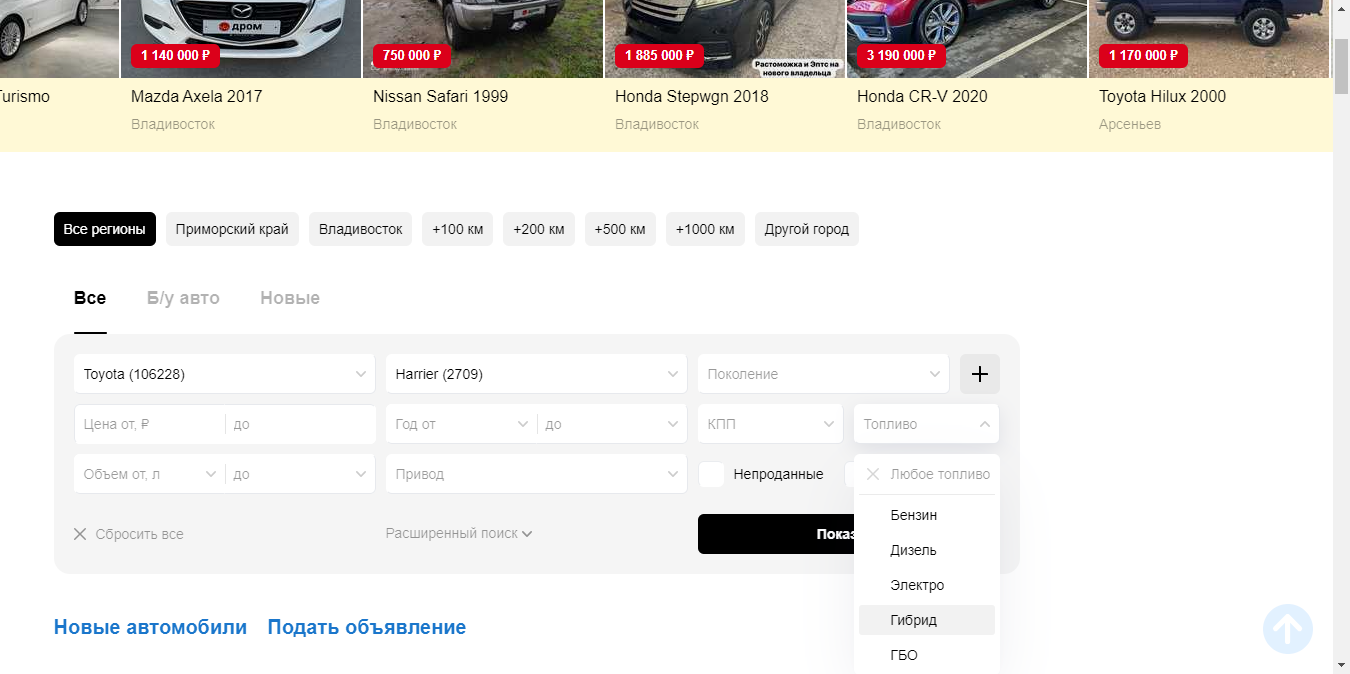 дром
1 140 000 ₽
750 000 ₽
1 885 000 ₽
Растоможка и Эптс на
нового владельца
3 190 000 ₽
1 170 000 ₽
Turismo
Mazda Axela 2017
Nissan Safari 1999
Honda Stepwgn 2018
Honda CR-V 2020
Toyota Hilux 2000
Владивосток
Владивосток
Владивосток
Владивосток
Арсеньев
Все регионы
Приморский край
Владивосток
+100 км
+200 км
+500 км
+1000 км
Другой город
Все
Б/у авто
Новые
Toyota (106228)
Harrier (2709)
Поколение
Цена от, ₽
до
Год от
до
КПП
Топливо
Объем от, л
до
Привод
Непроданные
Любое топливо
Бензин
Дизель
Электро
Гибрид
ГБО
Сбросить все
Расширенный поиск
Показ
Новые автомобили
Подать объявление